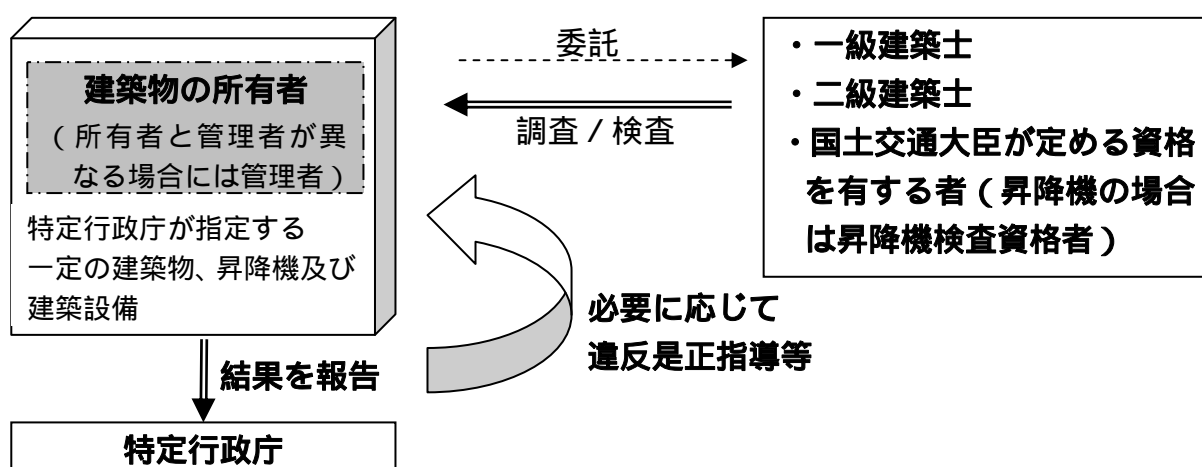 建築物の所有者
（所有者と管理者が異
なる場合には管理者）
特定行政庁が指定する
一定の建築物、昇降機及び
建築設備
委託
調査／検査
・一級建築士
・二級建築士
・国土交通大臣が定める資格
を有する者（昇降機の場合
は昇降機検査資格者）
必要に応じて
違反是正指導等
結果を報告
特定行政庁